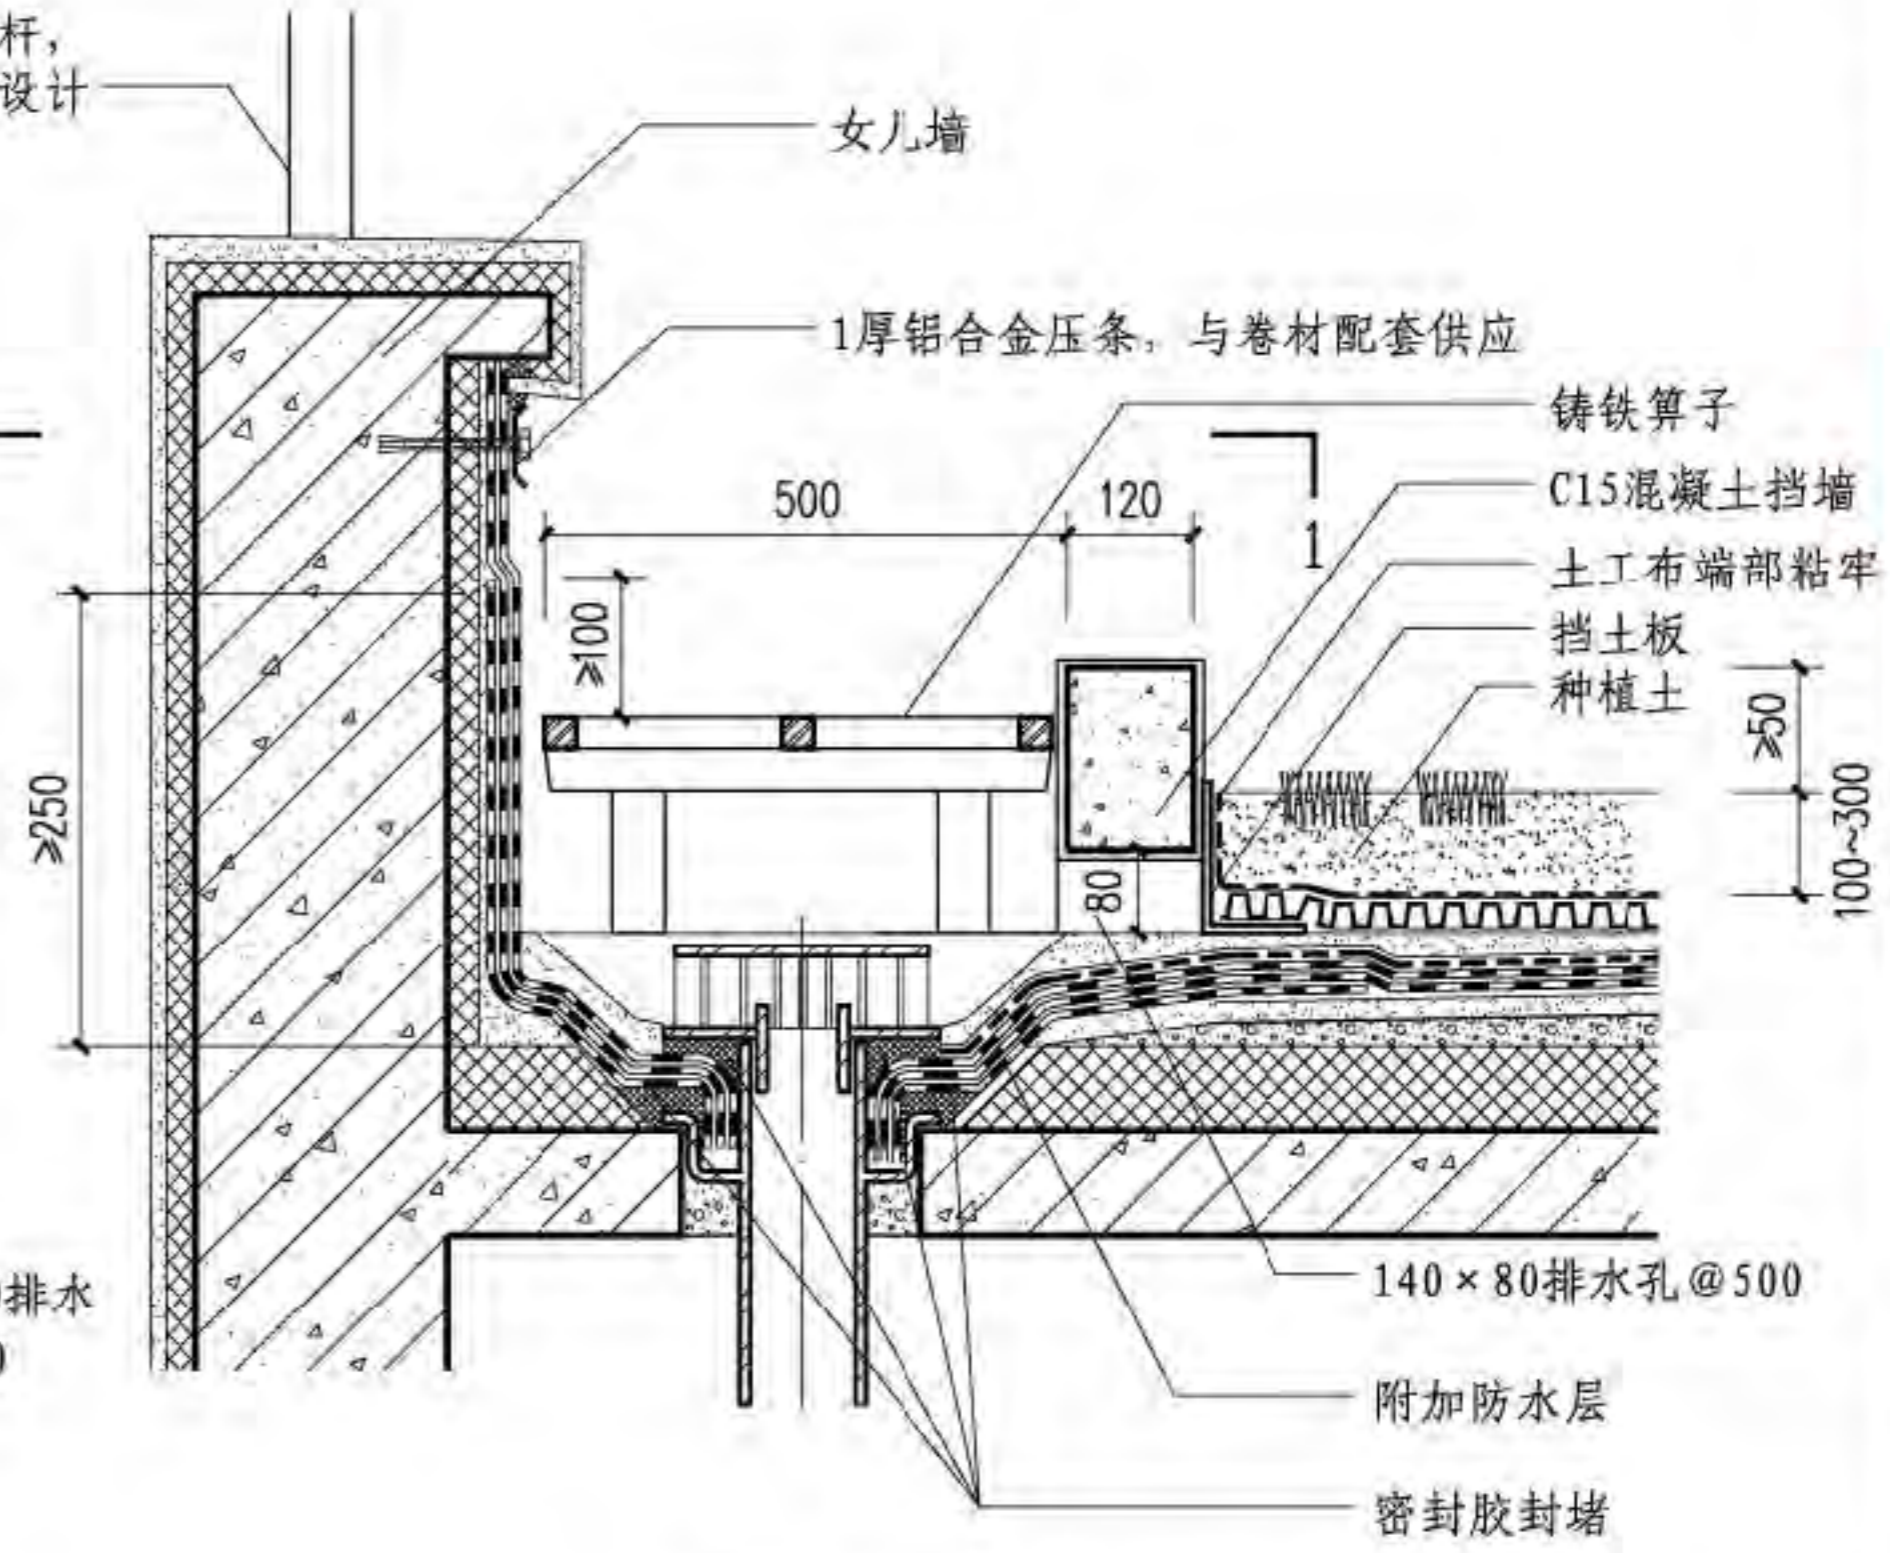 杆，
设计
女儿墙
1厚铝合金压条，与卷材配套供应
铸铁箅子
C15混凝土挡墙
土工布端部粘牢
挡土板
种植土
500
120
1
≥100
≥50
≥250
100~300
80
排水
140×80排水孔@500
附加防水层
密封胶封堵